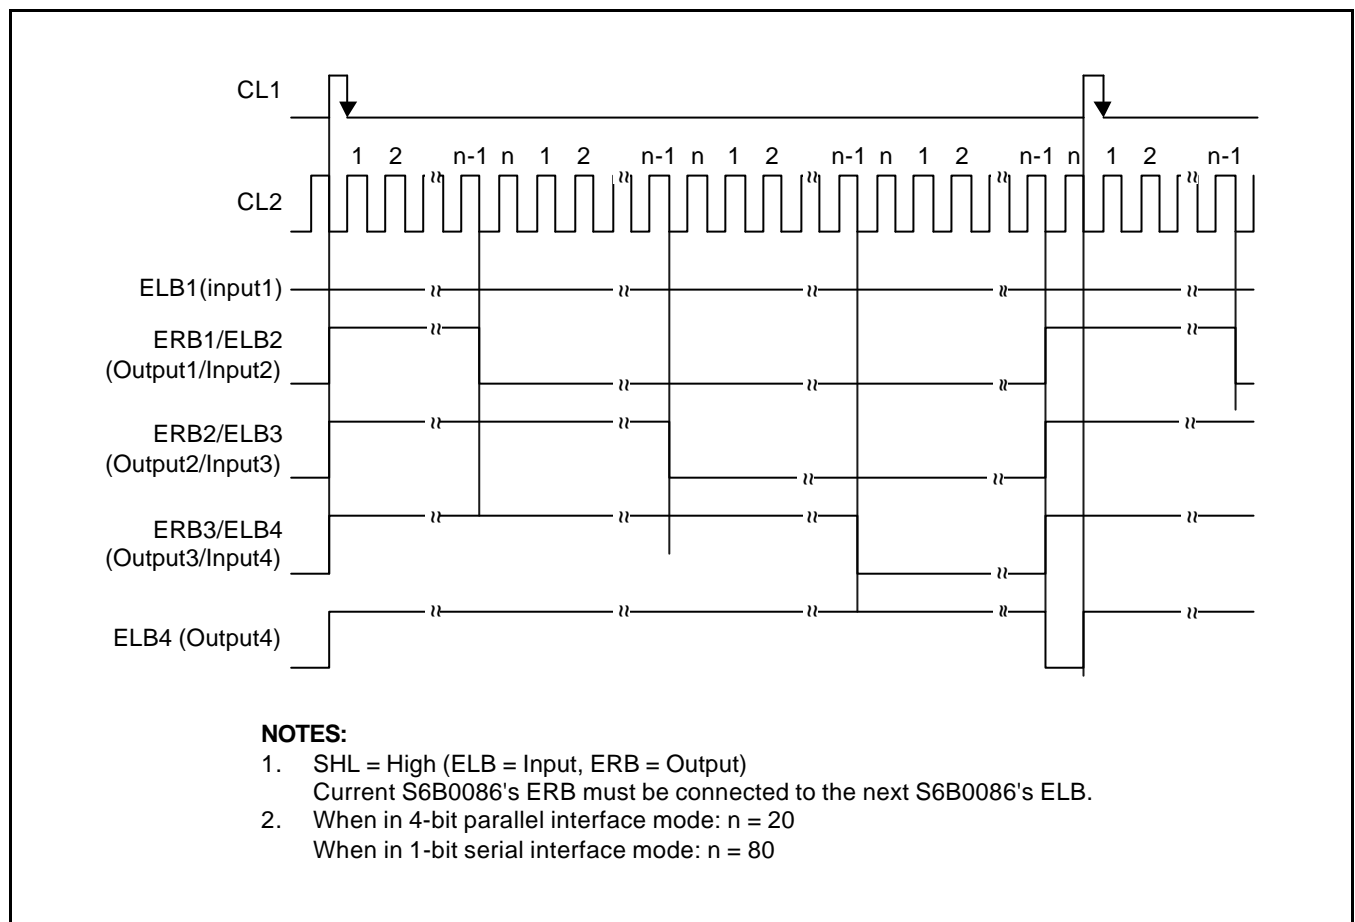 CL1
1 2 n-1 n 1 2 n-1 n 1 2 n-1 n 1 2 n-1 n 1 2 n-1
CL2
ELB1(input1)
ERB1/ELB2
(Output1/Input2)
ERB2/ELB3
(Output2/Input3)
ERB3/ELB4
(Output3/Input4)
ELB4 (Output4)
NOTES:
1. SHL = High (ELB = Input, ERB = Output)
Current S6B0086's ERB must be connected to the next S6B0086's ELB.
2. When in 4-bit parallel interface mode: n = 20
When in 1-bit serial interface mode: n = 80